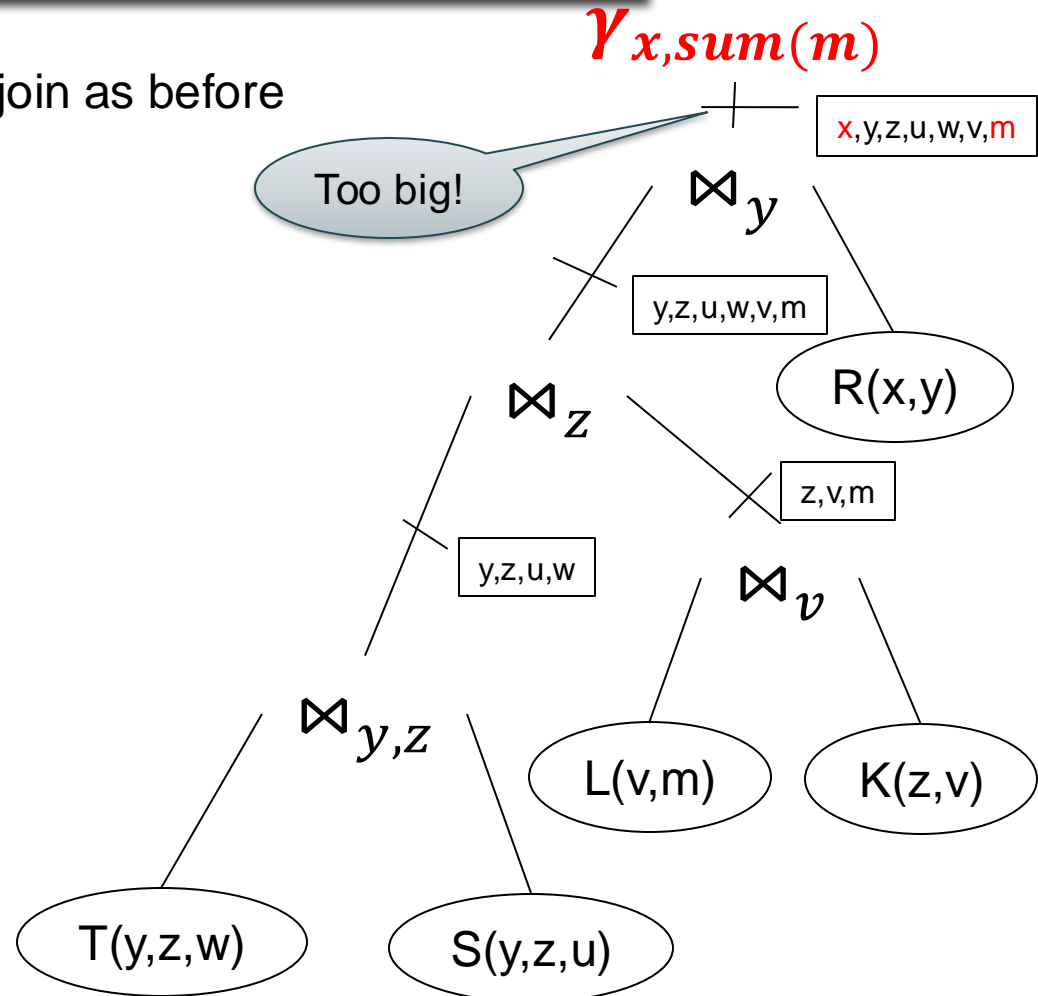 γx,sum(m)
join as before
x,y,z,u,w,v,m
Too big!
⋈y
y,z,u,w,v,m
R(x,y)
⋈z
z,v,m
y,z,u,w
⋈v
⋈y,z
L(v,m)
K(z,v)
T(y,z,w)
S(y,z,u)